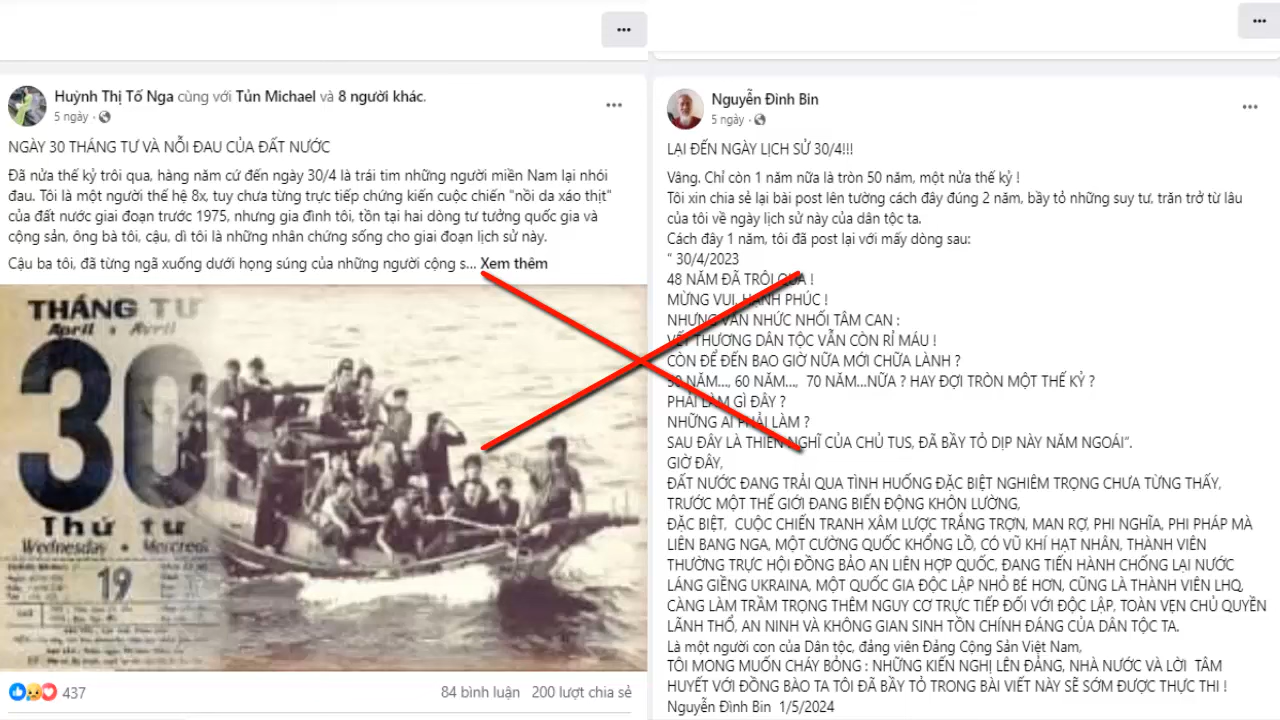 Huỳnh Thị Tố Nga cùng với Tủn Michael và 8 người khác.
5 ngày
NGÀY 30 THÁNG TƯ VÀ NỖI ĐAU CỦA ĐẤT NƯỚC
Đã nửa thế kỷ trôi qua, hàng năm cứ đến ngày 30/4 là trái tim những người miền Nam lại nhói
đau. Tôi là một người thế hệ 8x, tuy chưa từng trực tiếp chứng kiến cuộc chiến "nồi da xáo thịt"
của đất nước giai đoạn trước 1975, nhưng gia đình tôi, tồn tại hai dòng tư tưởng quốc gia và
cộng sản, ông bà tôi, cậu, dì tôi là những nhân chứng sống cho giai đoạn lịch sử này.
Cậu ba tôi, đã từng ngã xuống dưới họng súng của những người cộng s... Xem thêm
THÁNG TƯ
April • Avril
30
Thứ tư
Wednesday • Mercredi
19
437
84 bình luận 200 lượt chia sẻ
Nguyễn Đình Bin
5 ngày
LẠI ĐẾN NGÀY LỊCH SỬ 30/4!!!
Vâng. Chỉ còn 1 năm nữa là tròn 50 năm, một nửa thế kỷ !
Tôi xin chia sẻ lại bài post lên tường cách đây đúng 2 năm, bầy tỏ những suy tư, trăn trở từ lâu
của tôi về ngày lịch sử này của dân tộc ta.
Cách đây 1 năm, tôi đã post lại với mấy dòng sau:
“ 30/4/2023
48 NĂM ĐÃ TRÔI QUA !
MỪNG VUI, HẠNH PHÚC !
NHƯNG VẪN NHỨC NHỐI TÂM CAN :
VẾT THƯƠNG DÂN TỘC VẪN CÒN RỈ MÁU !
CÒN ĐỂ ĐẾN BAO GIỜ NỮA MỚI CHỮA LÀNH ?
50 NĂM..., 60 NĂM..., 70 NĂM...NỮA ? HAY ĐỢI TRÒN MỘT THẾ KỶ ?
PHẢI LÀM GÌ ĐÂY ?
NHỮNG AI PHẢI LÀM ?
SAU ĐÂY LÀ THIỂN NGHĨ CỦA CHỦ TUS, ĐÃ BẦY TỎ DỊP NÀY NĂM NGOÁI“.
GIỜ ĐÂY,
ĐẤT NƯỚC ĐANG TRẢI QUA TÌNH HUỐNG ĐẶC BIỆT NGHIÊM TRỌNG CHƯA TỪNG THẤY,
TRƯỚC MỘT THẾ GIỚI ĐANG BIẾN ĐỘNG KHÔN LƯỜNG,
ĐẶC BIỆT, CUỘC CHIẾN TRANH XÂM LƯỢC TRẮNG TRỢN, MAN RỢ, PHI NGHĨA, PHI PHÁP MÀ
LIÊN BANG NGA, MỘT CƯỜNG QUỐC KHỔNG LỒ, CÓ VŨ KHÍ HẠT NHÂN, THÀNH VIÊN
THƯỜNG TRỰC HỘI ĐỒNG BẢO AN LIÊN HỢP QUỐC, ĐANG TIẾN HÀNH CHỐNG LẠI NƯỚC
LÁNG GIỀNG UKRAINA, MỘT QUỐC GIA ĐỘC LẬP NHỎ BÉ HƠN, CŨNG LÀ THÀNH VIÊN LHQ,
CÀNG LÀM TRẦM TRỌNG THÊM NGUY CƠ TRỰC TIẾP ĐỐI VỚI ĐỘC LẬP, TOÀN VẸN CHỦ QUYỀN
LÃNH THỔ, AN NINH VÀ KHÔNG GIAN SINH TỒN CHÍNH ĐÁNG CỦA DÂN TỘC TA.
Là một người con của Dân tộc, đảng viên Đảng Cộng Sản Việt Nam,
TÔI MONG MUỐN CHÁY BỎNG : NHỮNG KIẾN NGHỊ LÊN ĐẢNG, NHÀ NƯỚC VÀ LỜI TÂM
HUYẾT VỚI ĐỒNG BÀO TA TÔI ĐÃ BẦY TỎ TRONG BÀI VIẾT NÀY SẼ SỚM ĐƯỢC THỰC THI !
Nguyễn Đình Bin 1/5/2024